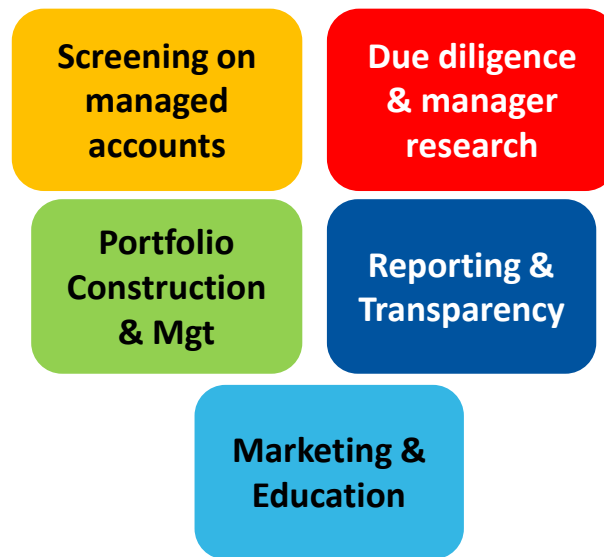 Screening on
managed
accounts
Due diligence
& manager
research
Portfolio
Construction
& Mgt
Reporting &
Transparency
Marketing &
Education